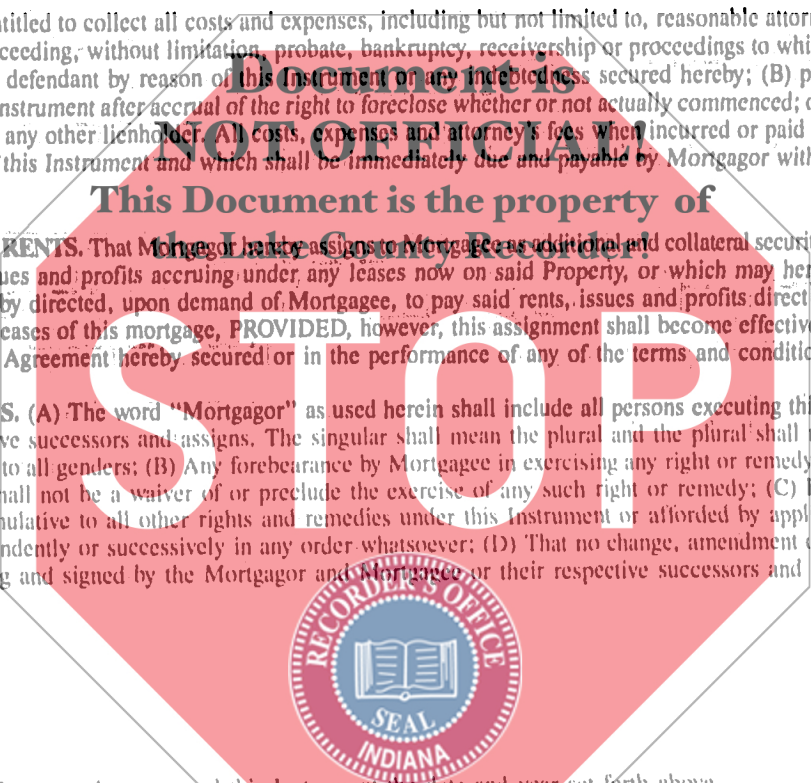 ntitled to collect all costs and expenses, including but not limited to, reasonable attor
ceeding, without limitation, probate, bankruptcy, receivership or proceedings to whi
defendant by reason of this Instrument or any indebtedness secured hereby; (B) p
nstrument after accrual of the right to foreclose whether or not actually commenced;
any other lienholder. All costs, expenses and attorney's fees when incurred or paid
this Instrument and which shall be immediately due and payable by Mortgagor with
Document is
NOT OFFICIAL!
This Document is the property of
the Lake County Recorder!
RENTS. That Mortgagor hereby assigns to Mortgagee as additional and collateral securit
ues and profits accruing under any leases now on said Property, or which may her
by directed, upon demand of Mortgagee, to pay said rents, issues and profits direct
eases of this mortgage, PROVIDED, however, this assignment shall become effective
Agreement hereby secured or in the performance of any of the terms and conditio
STOP
S. (A) The word "Mortgagor" as used herein shall include all persons executing thi
ve successors and assigns. The singular shall mean the plural and the plural shall
to all genders; (B) Any forebearance by Mortgagee in exercising any right or remedy
hall not be a waiver of or preclude the exercise of any such right or remedy; (C)
mulative to all other rights and remedies under this Instrument or afforded by appl
ndently or successively in any order whatsoever; (D) That no change, amendment
g and signed by the Mortgagor and Mortgagee or their respective successors and
RECORDER'S OFFICE
SEAL
INDIANA
forth above